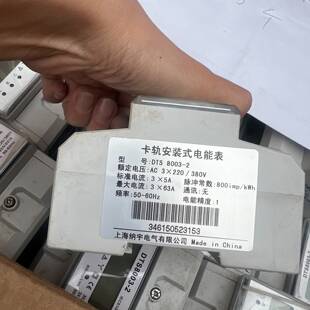 卡轨安装式电能表
型 号:DTS 8003-2
额定电压:AC 3×220/380V
标准电流:3×5A 脉冲常数:800imp/kWh
最大电流:3×63A 通讯:无
频率:50-60Hz 电能精度:1
346150523153
上海纳宇电气有限公司 Made in China
DTS8003-2